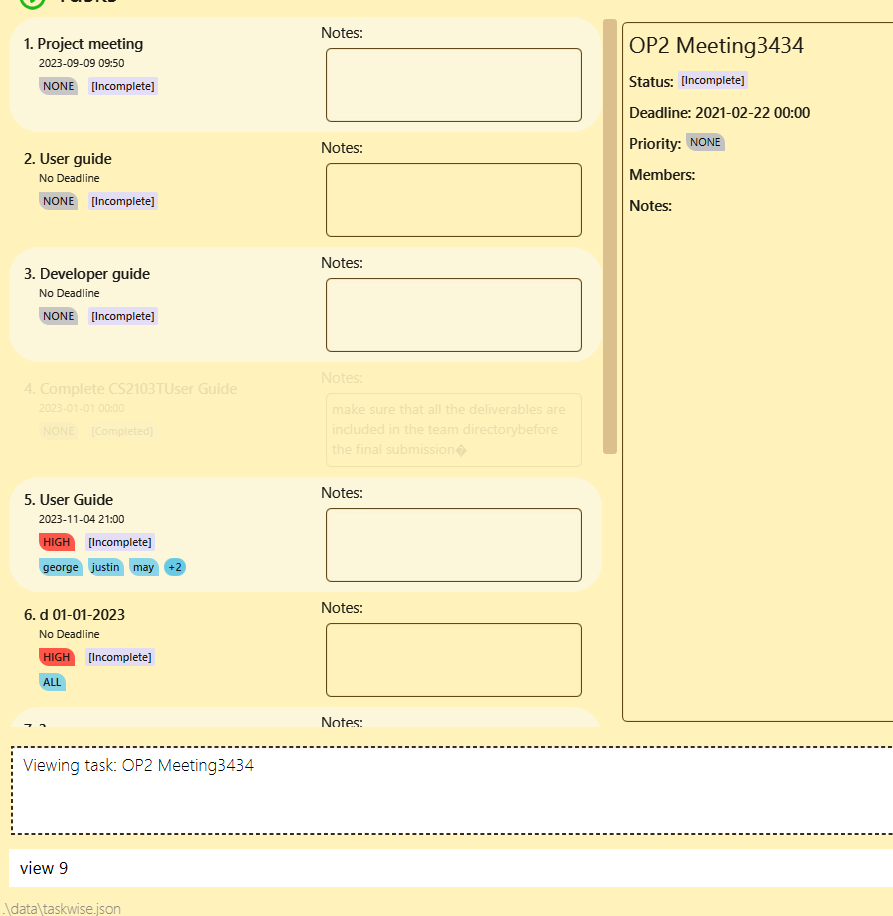 Tasks
1. Project meeting
2023-09-09 09:50
NONE [Incomplete]
Notes:
2. User guide
No Deadline
NONE [Incomplete]
Notes:
3. Developer guide
No Deadline
NONE [Incomplete]
Notes:
4. Complete CS2103TUser Guide
2023-01-01 00:00
NONE [Completed]
Notes:
make sure that all the deliverables are
included in the team directorybefore
the final submission�
5. User Guide
2023-11-04 21:00
HIGH [Incomplete]
george justin may +2
Notes:
6. d 01-01-2023
No Deadline
HIGH [Incomplete]
ALL
Notes:
Notes:
OP2 Meeting3434
Status: [Incomplete]
Deadline: 2021-02-22 00:00
Priority: NONE
Members:
Notes:
Viewing task: OP2 Meeting3434
view 9
.\data\taskwise.json